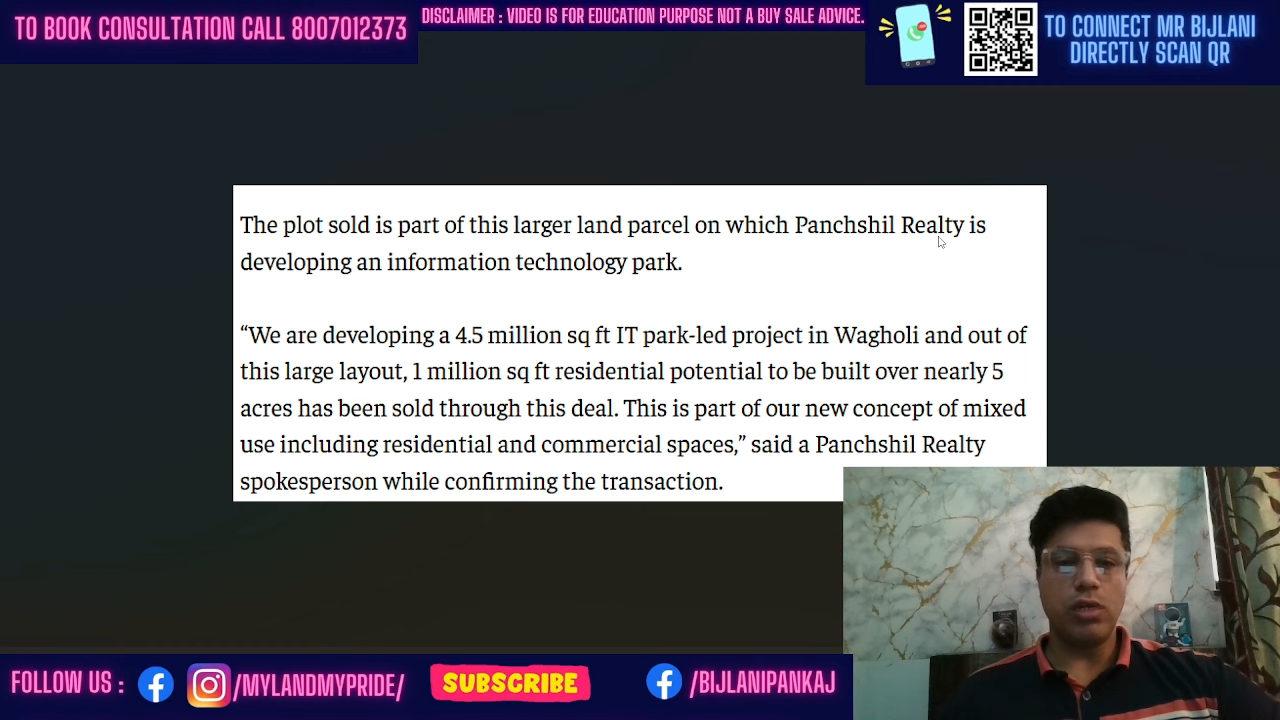 TO BOOK CONSULTATION CALL 8007012373
DISCLAIMER : VIDEO IS FOR EDUCATION PURPOSE NOT A BUY SALE ADVICE.
TO CONNECT MR BIJLANI
DIRECTLY SCAN QR
The plot sold is part of this larger land parcel on which Panchshil Realty is
developing an information technology park.
“We are developing a 4.5 million sq ft IT park-led project in Wagholi and out of
this large layout, 1 million sq ft residential potential to be built over nearly 5
acres has been sold through this deal. This is part of our new concept of mixed
use including residential and commercial spaces,” said a Panchshil Realty
spokesperson while confirming the transaction.
FOLLOW US : /MYLANDMYPRIDE/ SUBSCRIBE /BIJLANIPANKAJ